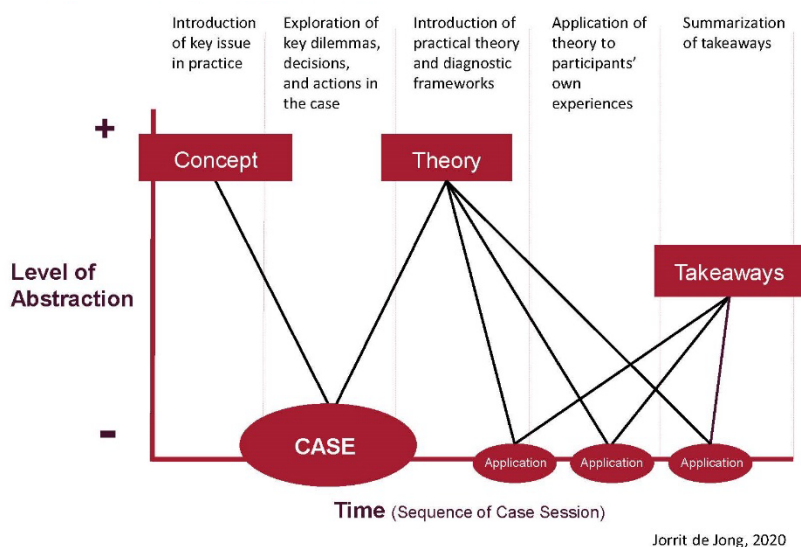 Introduction
of key issue
in practice
Exploration of
key dilemmas,
decisions,
and actions in
the case
Introduction of
practical theory
and diagnostic
frameworks
Application of
theory to
participants'
own
experiences
Summarization
of takeaways
+
Concept
Theory
Level of
Abstraction
Takeaways
-
CASE
Application
Application
Application
Time (Sequence of Case Session)
Jorrit de Jong, 2020